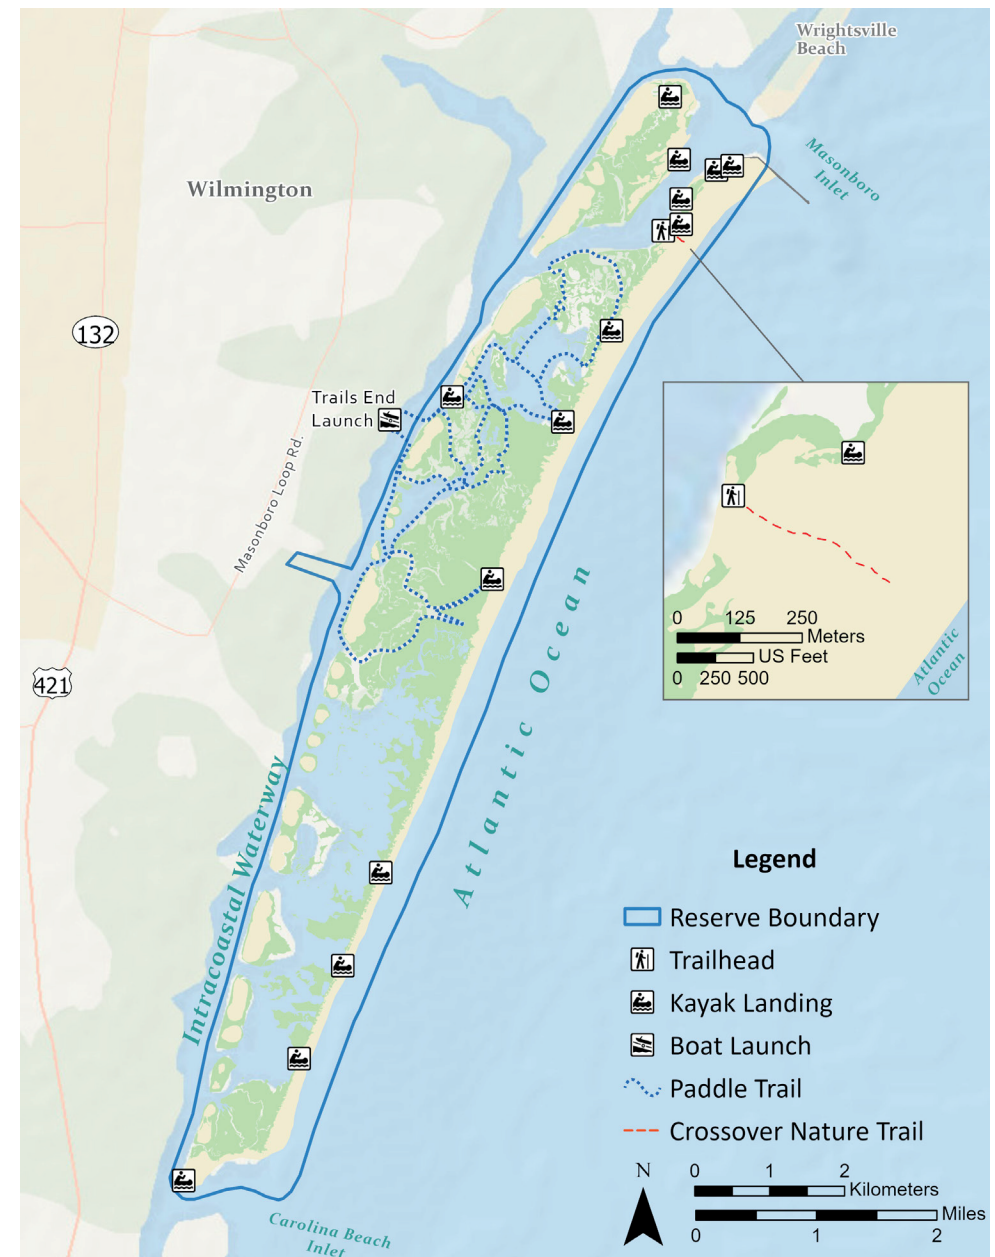 Wrightsville
Beach
Masonboro
Inlet
Wilmington
132
Trails End
Launch
Masonboro Loop Rd.
421
Intracoastal Waterway
Atlantic Ocean
0 125 250
Meters
US Feet
0 250 500
Atlantic
Ocean
Legend
Reserve Boundary
Trailhead
Kayak Landing
Boat Launch
Paddle Trail
Crossover Nature Trail
N
0 1 2
Kilometers
Miles
0 1 2
Carolina Beach
Inlet